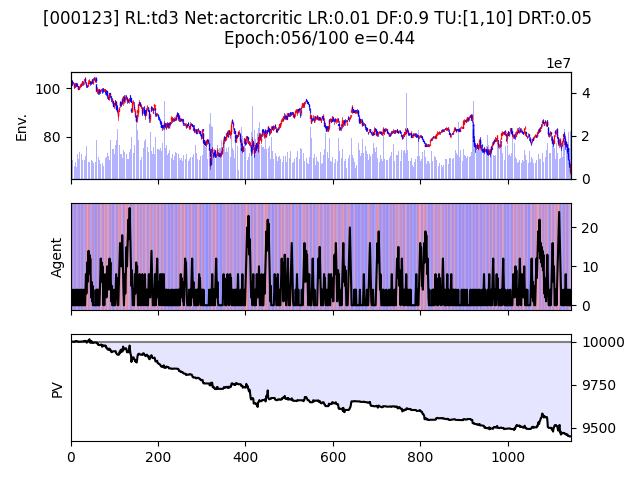 [000123] RL:td3 Net:actorcritic LR:0.01 DF:0.9 TU:[1,10] DRT:0.05
Epoch:056/100 e=0.44
1e7
Env.
100
80
4
2
0
Agent
20
10
0
PV
10000
9750
9500
0
200
400
600
800
1000